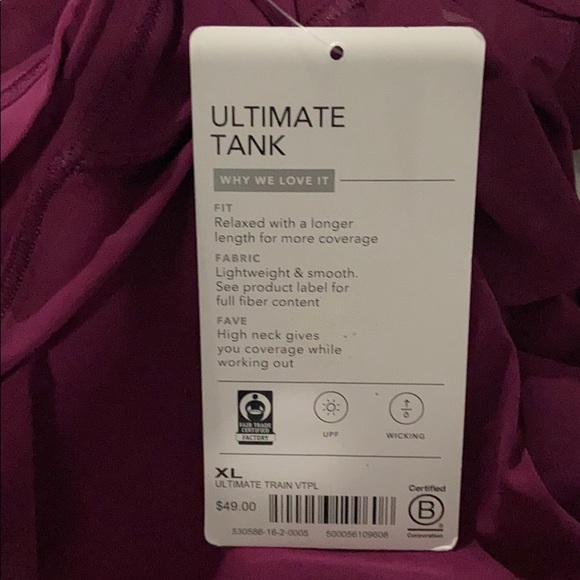 ULTIMATE
TANK
WHY WE LOVE IT
FIT
Relaxed with a longer
length for more coverage
FABRIC
Lightweight & smooth.
See product label for
full fiber content
FAVE
High neck gives
you coverage while
working out
FAIR TRADE
CERTIFIED
FACTORY
UPF
WICKING
XL
ULTIMATE TRAIN VTPL
$49.00
530586-16-2-0005 500056109608
Certified
B
®
Corporation